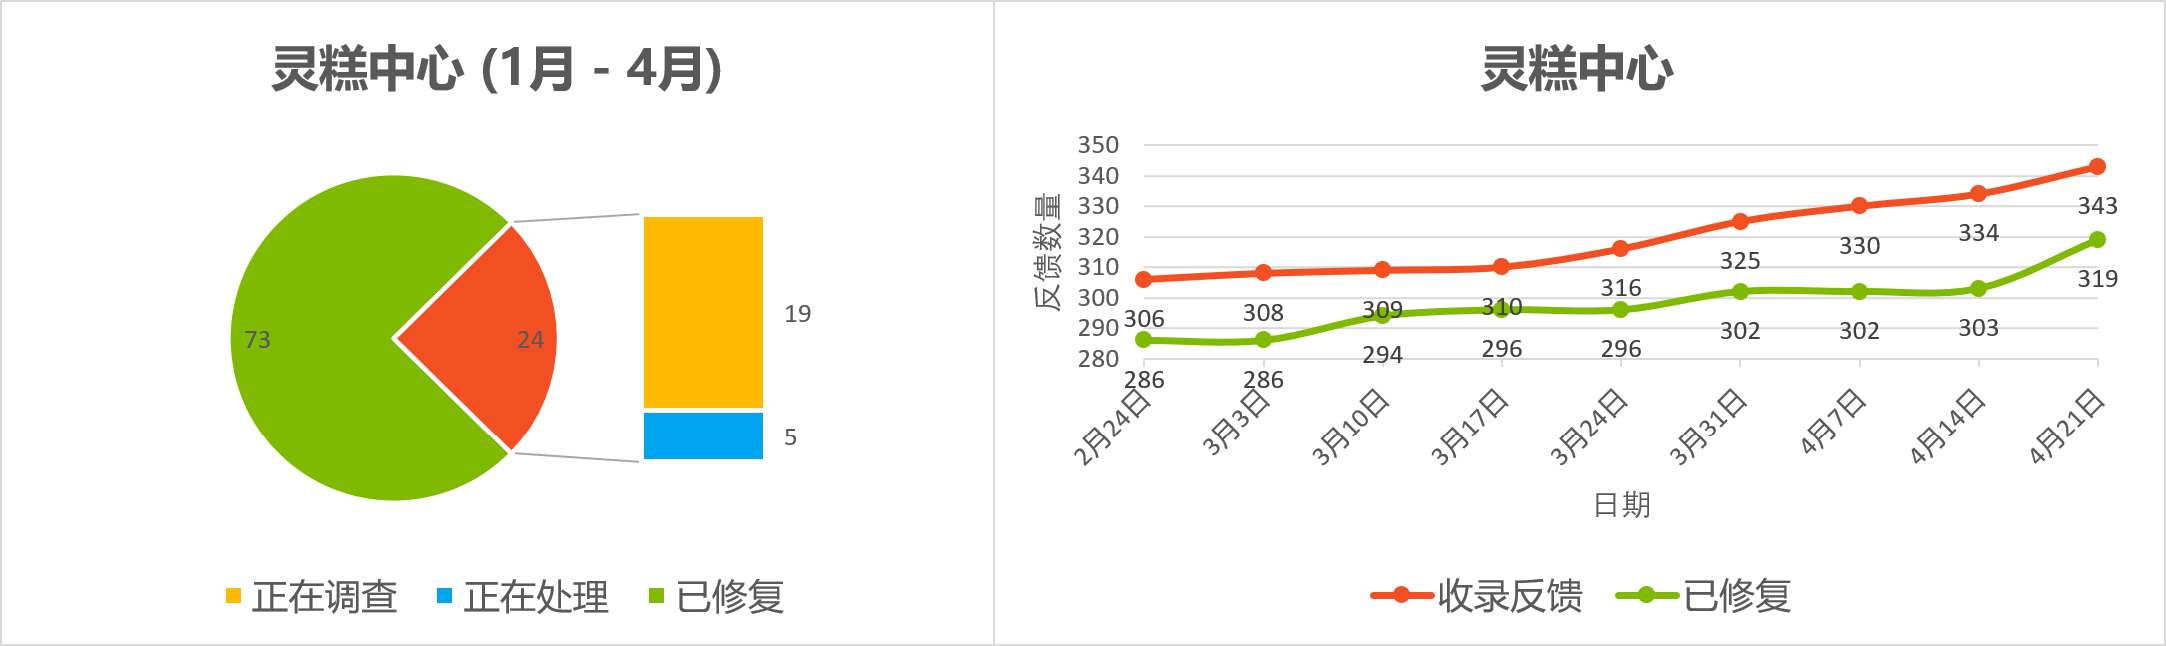 灵糕中心 (1月 - 4月)
73
24
19
5
正在调查
正在处理
已修复
灵糕中心
反馈数量
350
340
330
320
310
300
290
280
306
308
309
310
316
325
330
334
343
286
286
294
296
296
302
302
303
319
2月24日
3月3日
3月10日
3月17日
3月24日
3月31日
4月7日
4月14日
4月21日
日期
收录反馈
已修复